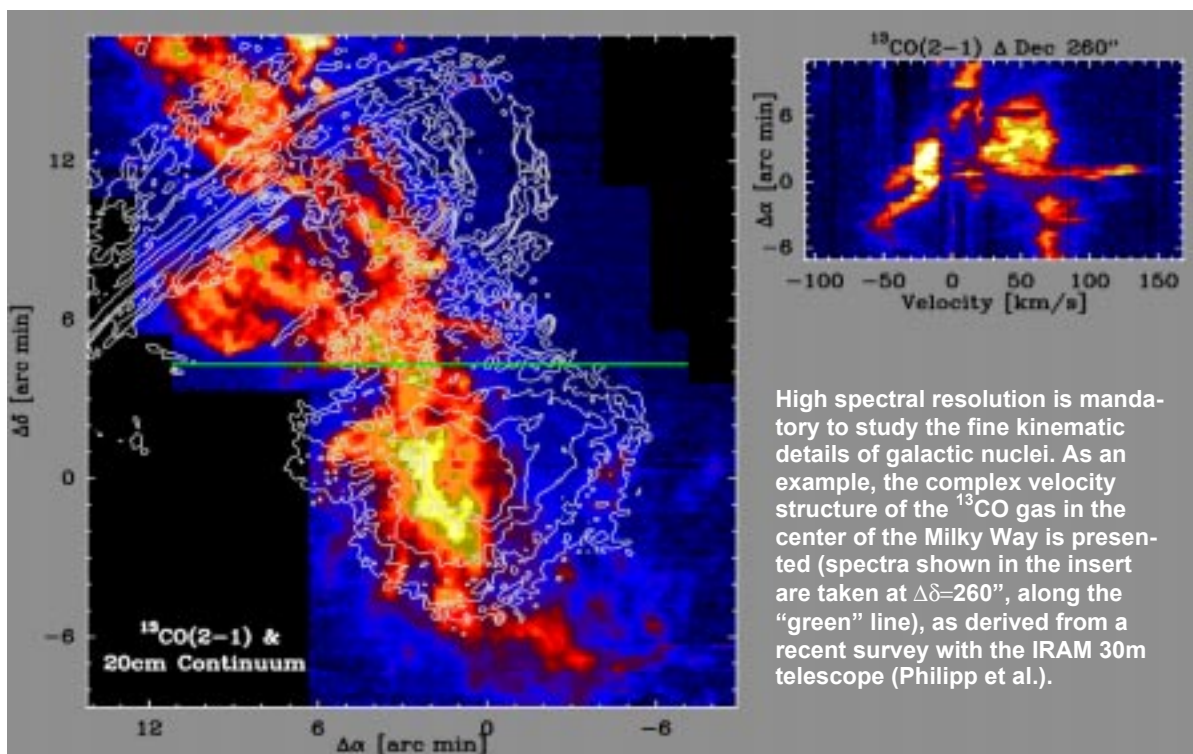 ¹³CO(2−1) Δ Dec 260"
6
0
−6
Δα [arc min]
−100 −50 0 50 100 150
Velocity [km/s]
12
6
0
−6
Δδ [arc min]
¹³CO(2−1) &
20cm Continuum
12 6 0 −6
Δα [arc min]
High spectral resolution is manda-
tory to study the fine kinematic
details of galactic nuclei. As an
example, the complex velocity
structure of the ¹³CO gas in the
center of the Milky Way is presen-
ted (spectra shown in the insert
are taken at Δδ=260”, along the
“green” line), as derived from a
recent survey with the IRAM 30m
telescope (Philipp et al.).